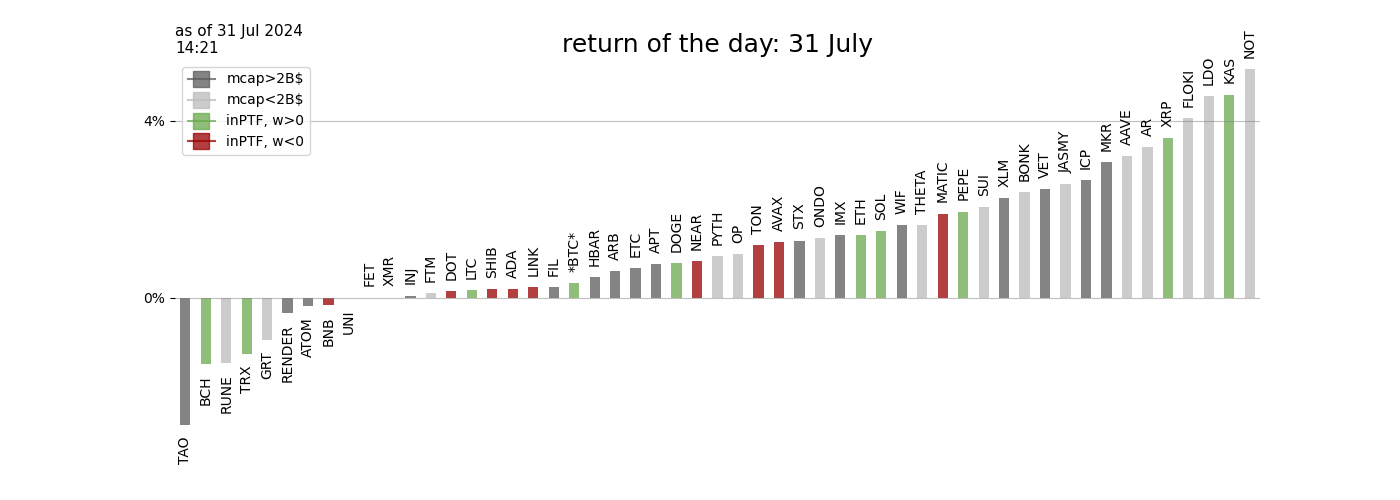 as of 31 Jul 2024
14:21
return of the day: 31 July
mcap>2B$
mcap<2B$
inPTF, w>0
inPTF, w<0
4%
0%
TAO
BCH
RUNE
TRX
GRT
RENDER
ATOM
BNB
UNI
FET
XMR
INJ
FTM
DOT
LTC
SHIB
ADA
LINK
FIL
*BTC*
HBAR
ARB
ETC
APT
DOGE
NEAR
PYTH
OP
TON
AVAX
STX
ONDO
IMX
ETH
SOL
WIF
THETA
MATIC
PEPE
SUI
XLM
BONK
VET
JASMY
ICP
MKR
AAVE
AR
XRP
FLOKI
LDO
KAS
NOT